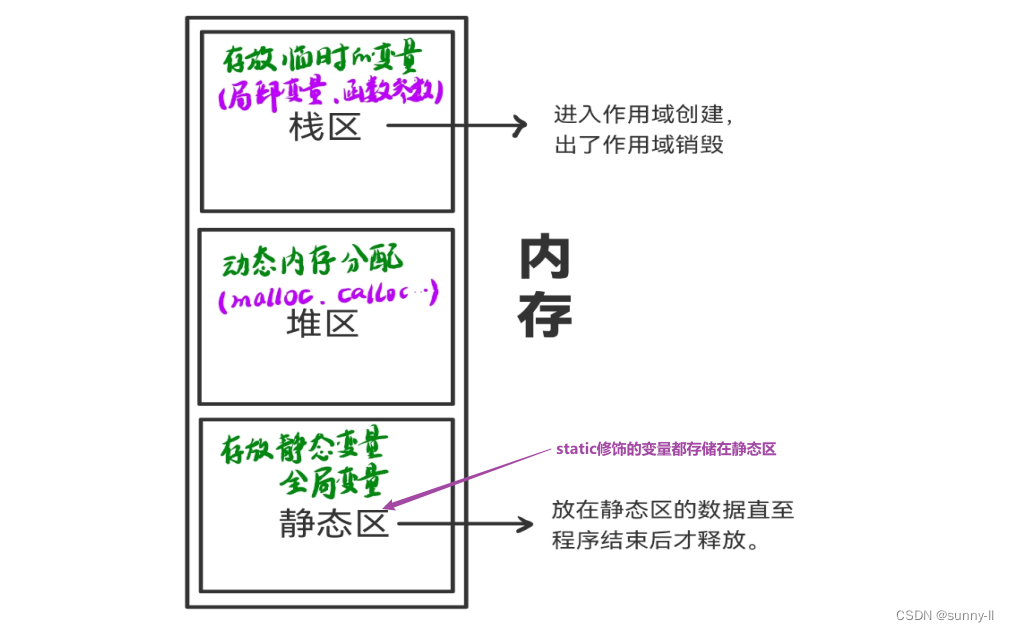 存放临时的变量
(局部变量、函数参数)
栈区
进入作用域创建，
出了作用域销毁
动态内存分配
(malloc、calloc…)
堆区
内
存
存放静态变量
全局变量
静态区
static修饰的变量都存储在静态区
放在静态区的数据直至
程序结束后才释放。
CSDN @sunny-ll